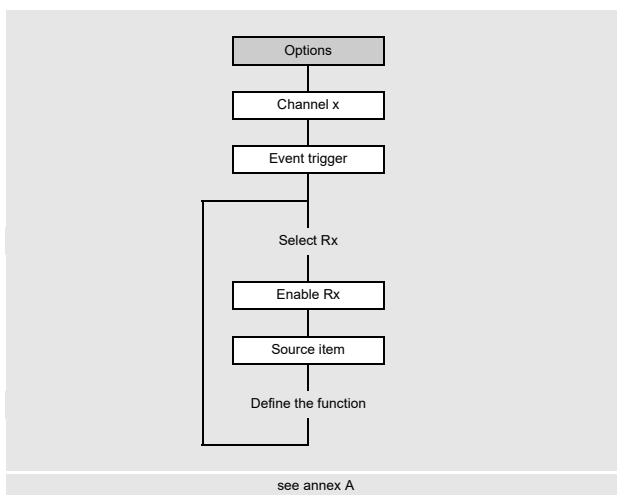 Options
Channel x
Event trigger
Select Rx
Enable Rx
Source item
Define the function
see annex A